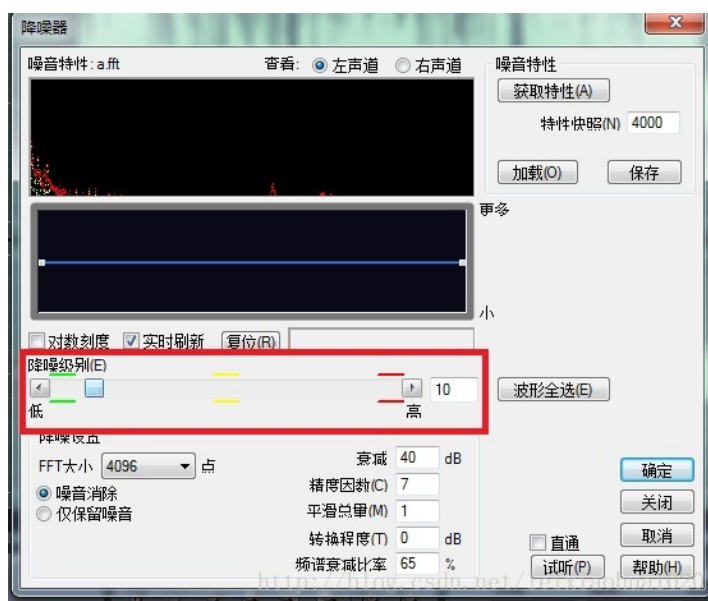 降噪器
噪音特性: a.fft 查看: 左声道 右声道
噪音特性
获取特性(A)
特性快照(N) 4000
加载(O) 保存
更多
小
对数刻度 实时刷新 复位(R)
降噪级别(E)
10 波形全选(E)
低 高
降噪设置
FFT大小 4096 点
噪音消除
仅保留噪音
衰减 40 dB
精度因数(C) 7
平滑总量(M) 1
转换程度(T) 0 dB
频谱衰减比率 65 %
确定
关闭
直通 取消
试听(P) 帮助(H)